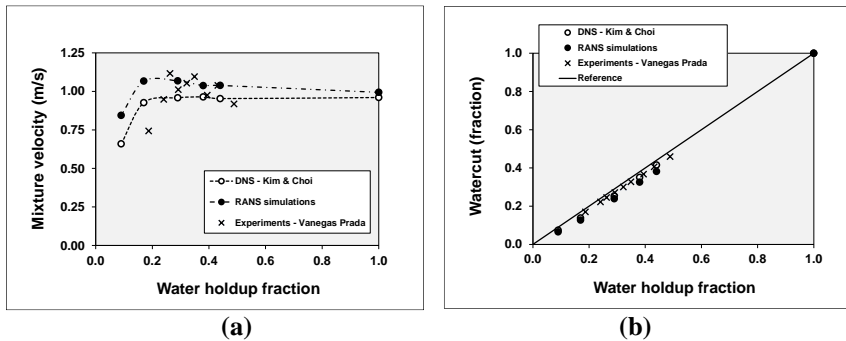 1.25
1.00
0.75
0.50
0.25
0.00
Mixture velocity (m/s)
DNS - Kim & Choi
RANS simulations
Experiments - Vanegas Prada
0.0 0.2 0.4 0.6 0.8 1.0
Water holdup fraction
(a)
DNS - Kim & Choi
RANS simulations
Experiments - Vanegas Prada
Reference
1.0
0.8
0.6
0.4
0.2
0.0
Watercut (fraction)
0.0 0.2 0.4 0.6 0.8 1.0
Water holdup fraction
(b)